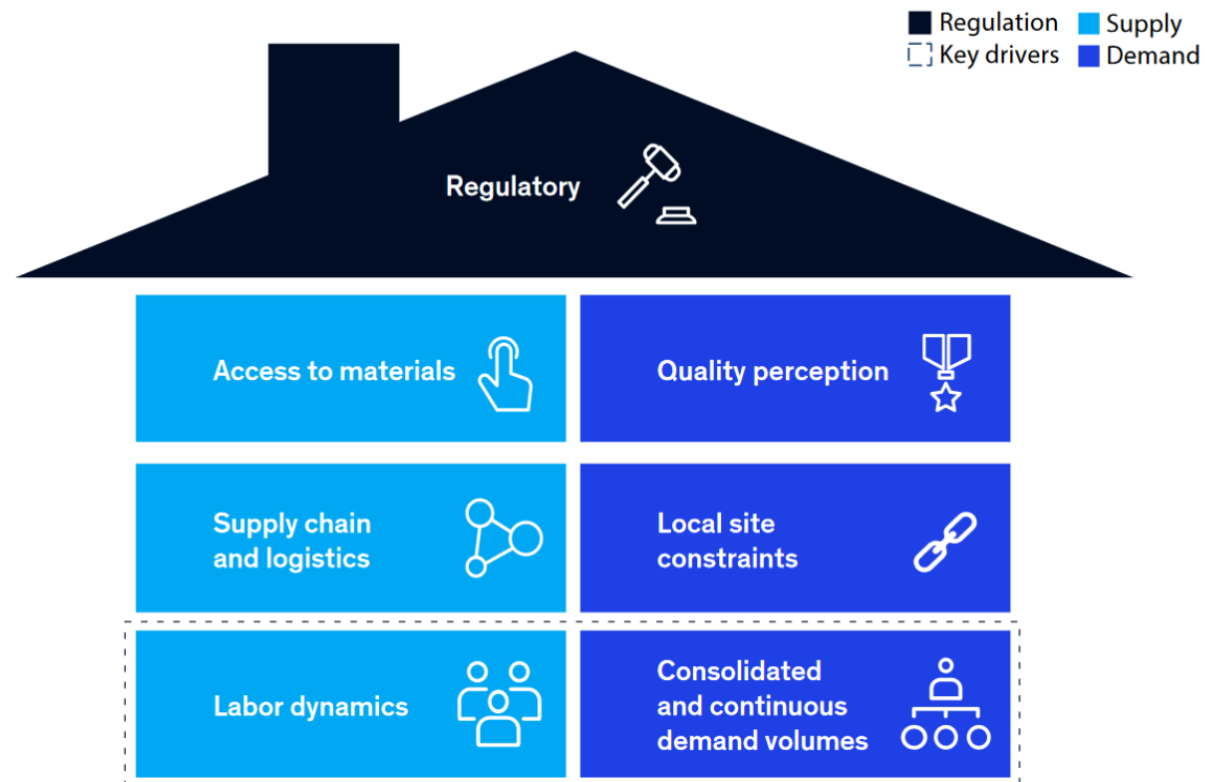 Regulation
Supply
Key drivers
Demand
Regulatory
Access to materials
Quality perception
Supply chain
and logistics
Local site
constraints
Labor dynamics
Consolidated
and continuous
demand volumes